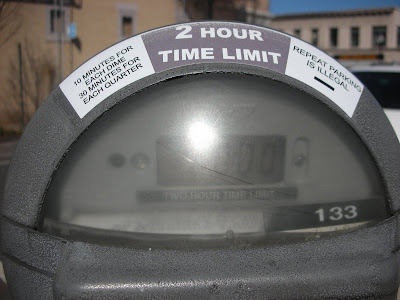 10 MINUTES FOR
EACH DIME
30 MINUTES FOR
EACH QUARTER
2 HOUR
TIME LIMIT
REPEAT PARKING
IS ILLEGAL
TWO HOUR TIME LIMIT
133